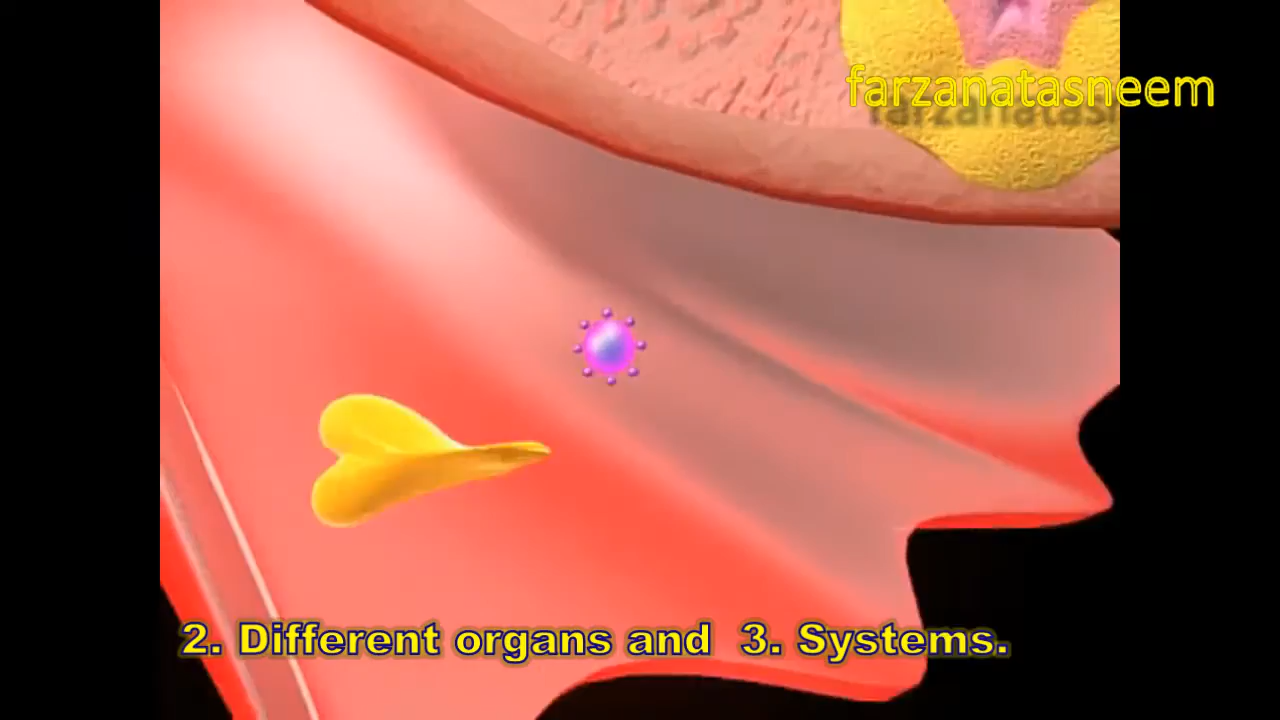 farzanatasneem
2. Different organs and 3. Systems.